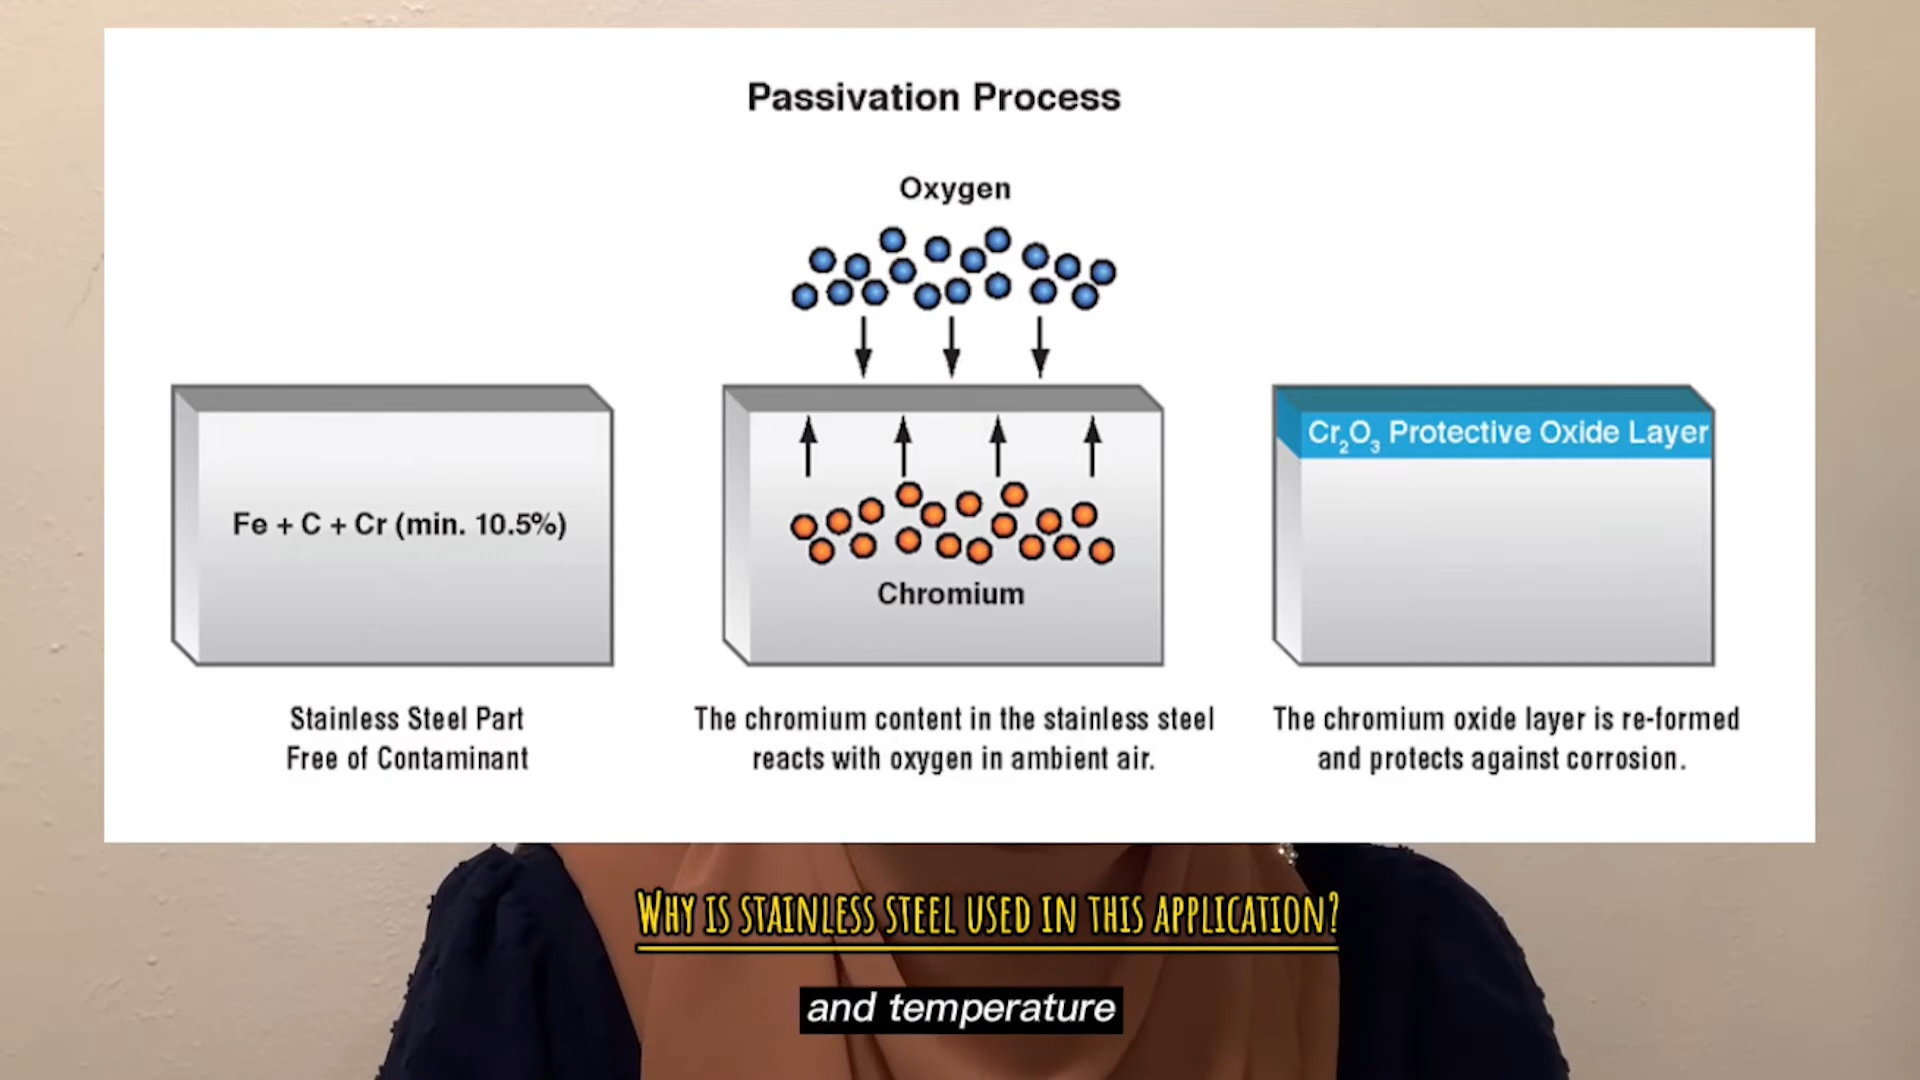 Passivation Process
Oxygen
Fe + C + Cr (min. 10.5%)
Chromium
Cr₂O₃ Protective Oxide Layer
Stainless Steel Part
Free of Contaminant
The chromium content in the stainless steel
reacts with oxygen in ambient air.
The chromium oxide layer is re-formed
and protects against corrosion.
WHY IS STAINLESS STEEL USED IN THIS APPLICATION?
and temperature